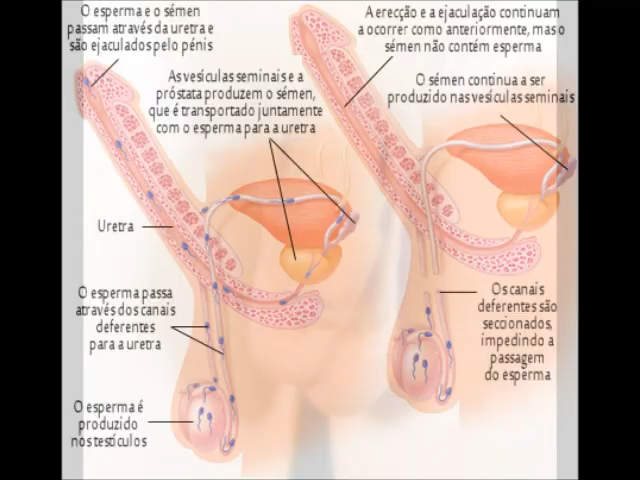 O esperma e o sémen
passam através da uretra e
são ejaculados pelo pénis
A erecção e a ejaculação continuam
a ocorrer como anteriormente, mas o
sémen não contém esperma
As vesículas seminais e a
próstata produzem o sémen,
que é transportado juntamente
com o esperma para a uretra
O sémen continua a ser
produzido nas vesículas seminais
Uretra
O esperma passa
através dos canais
deferentes
para a uretra
Os canais
deferentes são
seccionados,
impedindo a
passagem
do esperma
O esperma é
produzido
nos testículos